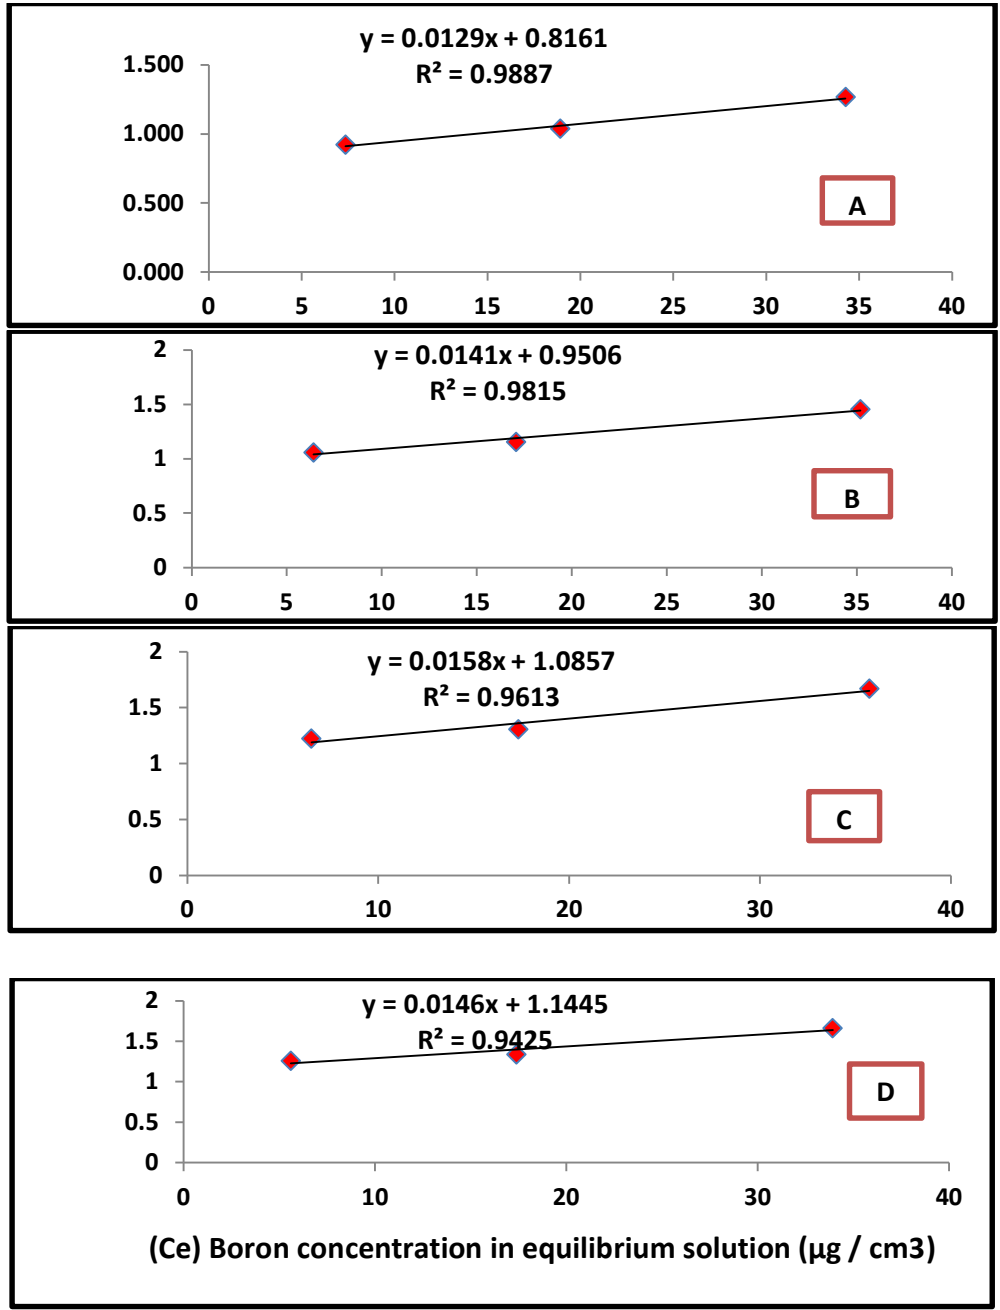 y = 0.0129x + 0.8161
R² = 0.9887
1.500
1.000
0.500
0.000
A
0 5 10 15 20 25 30 35 40
y = 0.0141x + 0.9506
R² = 0.9815
2
1.5
1
0.5
0
B
0 5 10 15 20 25 30 35 40
y = 0.0158x + 1.0857
R² = 0.9613
2
1.5
1
0.5
0
C
0 10 20 30 40
y = 0.0146x + 1.1445
R² = 0.9425
2
1.5
1
0.5
0
D
0 10 20 30 40
(Ce) Boron concentration in equilibrium solution (µg / cm3)